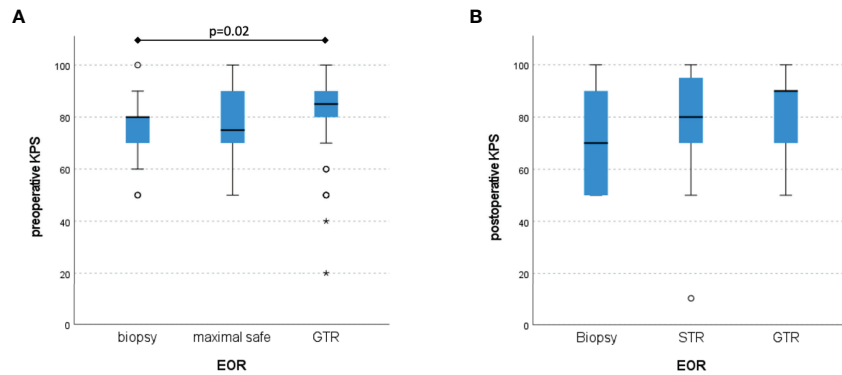 A
p=0.02
100
80
60
40
20
0
preoperative KPS
biopsy
maximal safe
GTR
EOR
B
100
80
60
40
20
0
postoperative KPS
Biopsy
STR
GTR
EOR